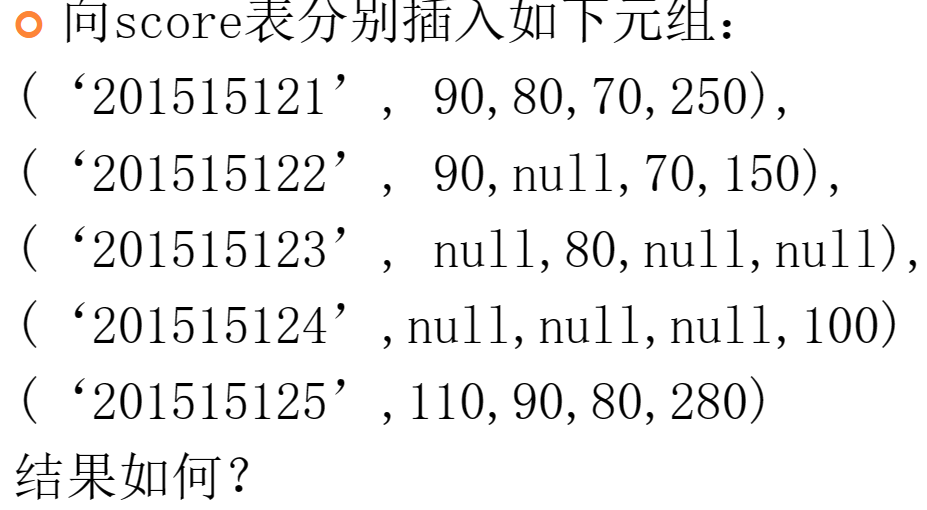 向score表分别插入如下元组：
(‘201515121’, 90,80,70,250),
(‘201515122’, 90,null,70,150),
(‘201515123’, null,80,null,null),
(‘201515124’,null,null,null,100)
(‘201515125’,110,90,80,280)
结果如何？